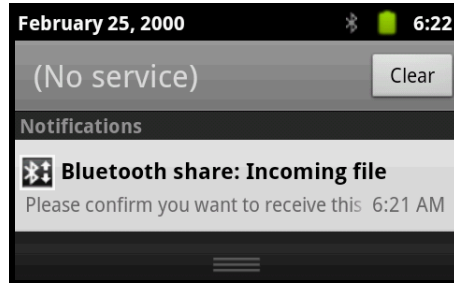 February 25, 2000 6:22
(No service) Clear
Notifications
Bluetooth share: Incoming file
Please confirm you want to receive this 6:21 AM